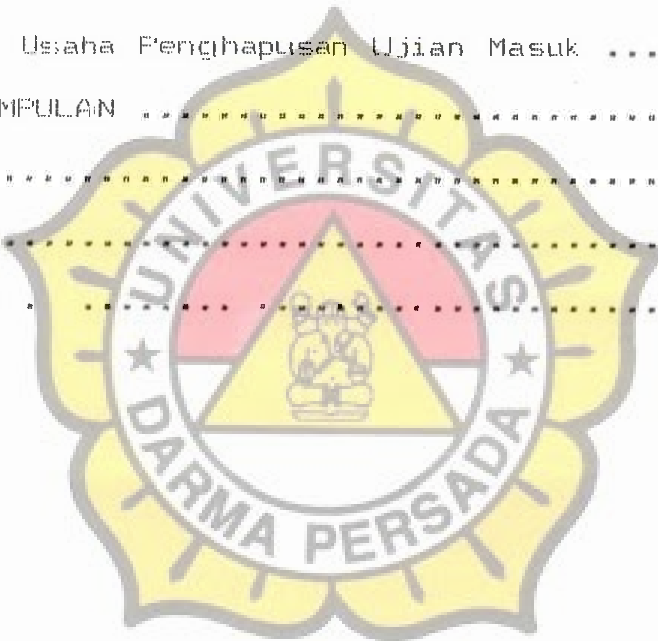 Usaha Penghapusan Ujian Masuk ...
MPULAN ..............................
..............................
..............................
. ..............................
UNIVERSITAS
DARMA PERSADA